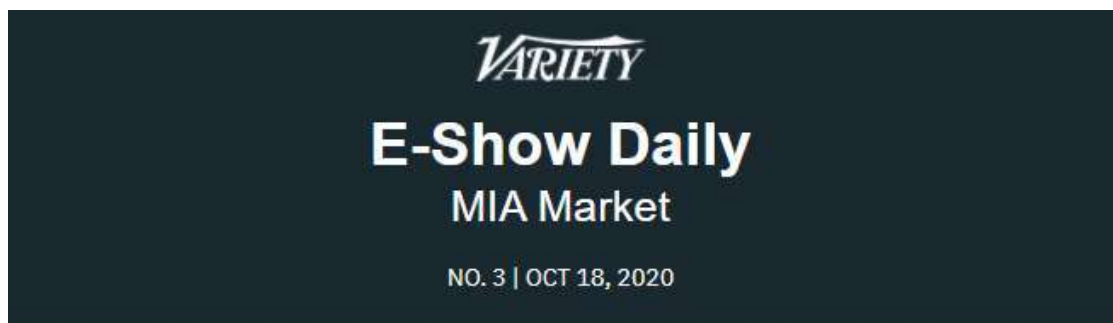 VARIETY
E-Show Daily
MIA Market
NO. 3 | OCT 18, 2020